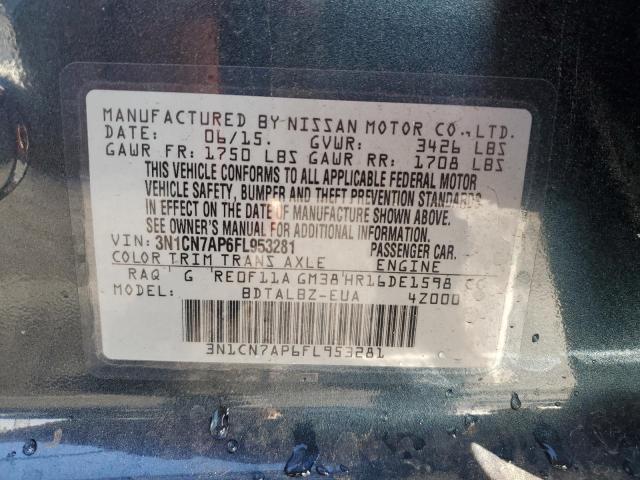 MANUFACTURED BY NISSAN MOTOR CO.,LTD.
DATE: 06/15. GVWR: 3426 LBS
GAWR FR: 1750 LBS GAWR RR: 1708 LBS
THIS VEHICLE CONFORMS TO ALL APPLICABLE FEDERAL MOTOR
VEHICLE SAFETY, BUMPER AND THEFT PREVENTION STANDARDS
IN EFFECT ON THE DATE OF MANUFACTURE SHOWN ABOVE.
SEE OWNER'S MANUAL FOR ADDITIONAL INFORMATION.
VIN: 3N1CN7AP6FL953281 PASSENGER CAR.
COLOR TRIM TRANS AXLE ENGINE
RAQ G RE0F11A GM38 HR16DE1598 CC
MODEL: BDTALBZ-EUA 4Z000
3N1CN7AP6FL953281